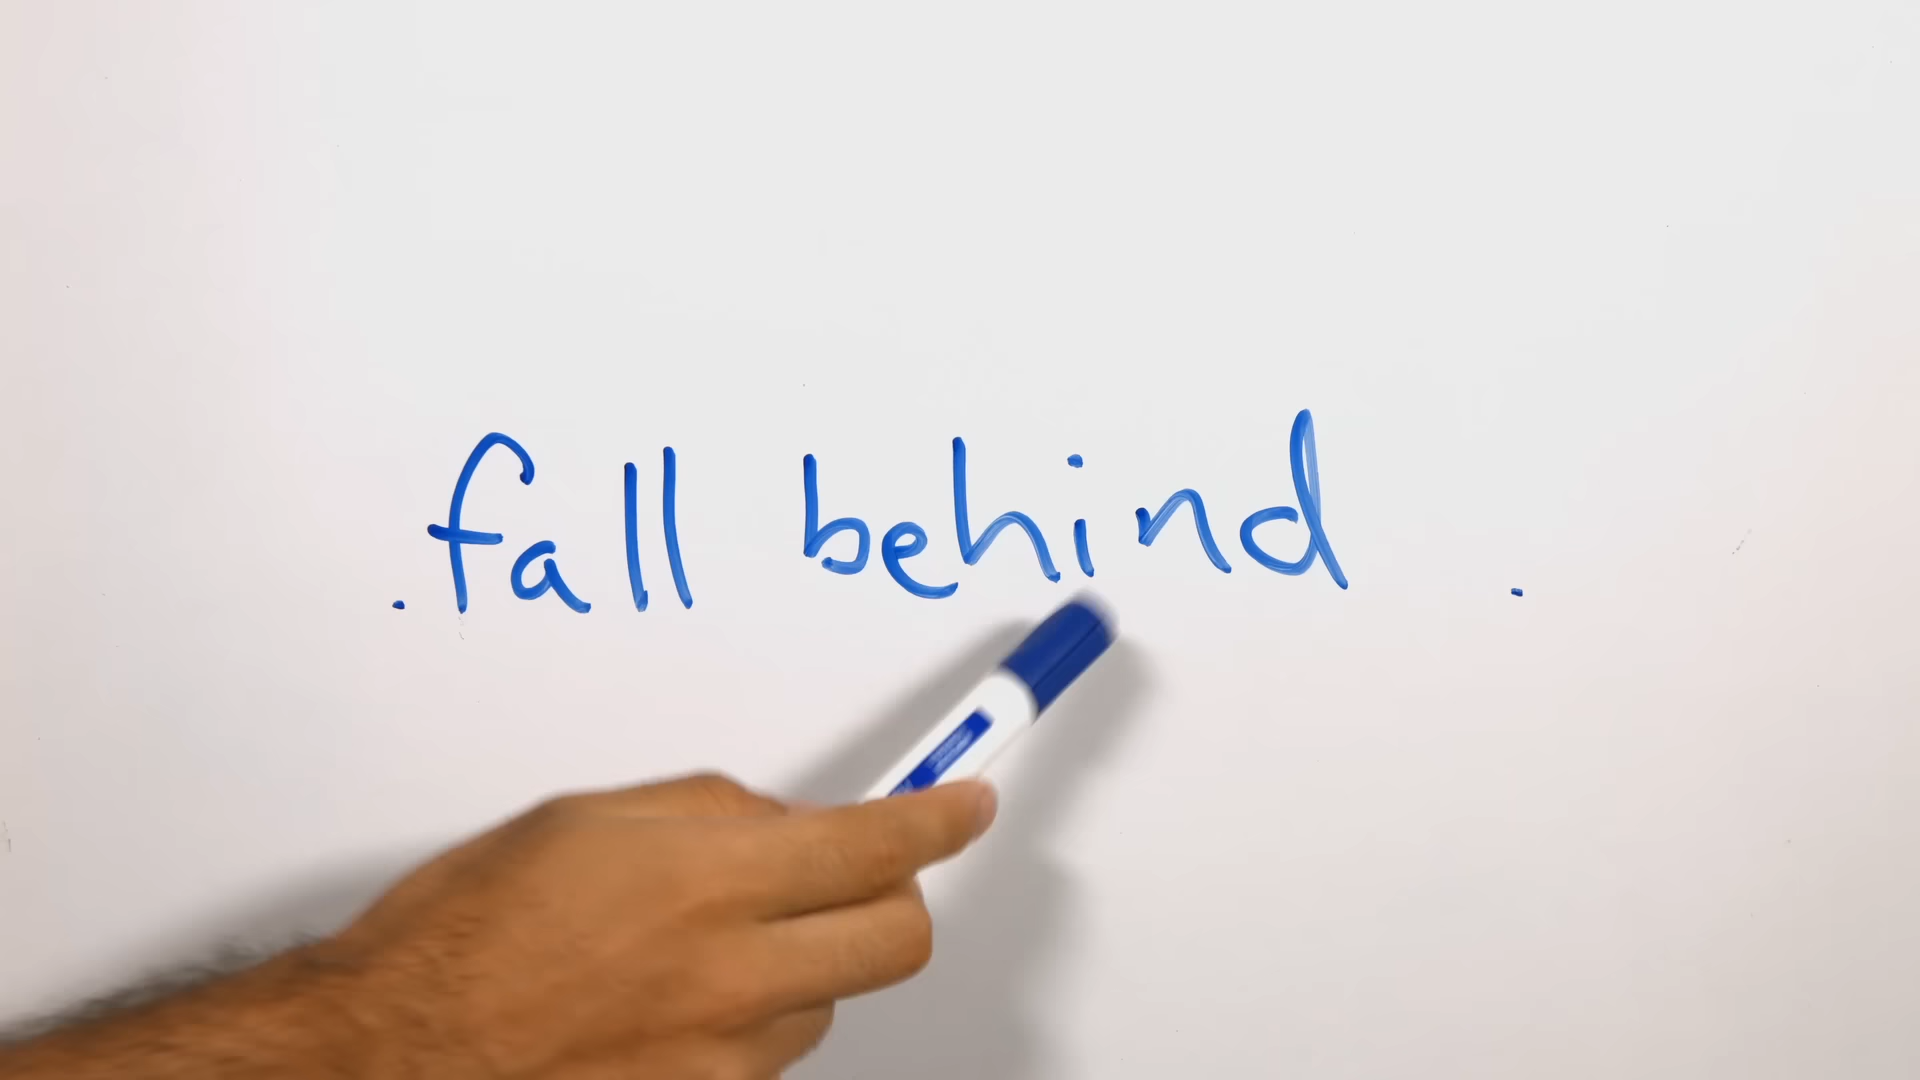 . fall behind .